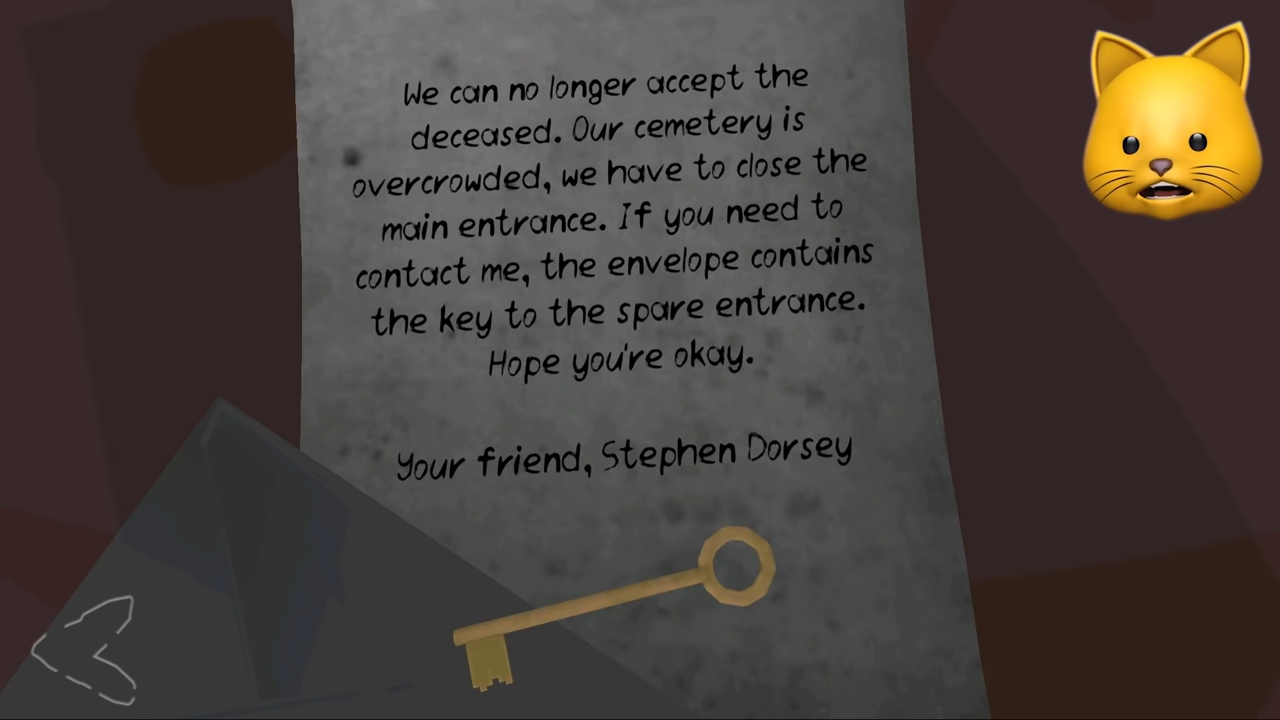 We can no longer accept the
deceased. Our cemetery is
overcrowded, we have to close the
main entrance. If you need to
contact me, the envelope contains
the key to the spare entrance.
Hope you're okay.
Your friend, Stephen Dorsey